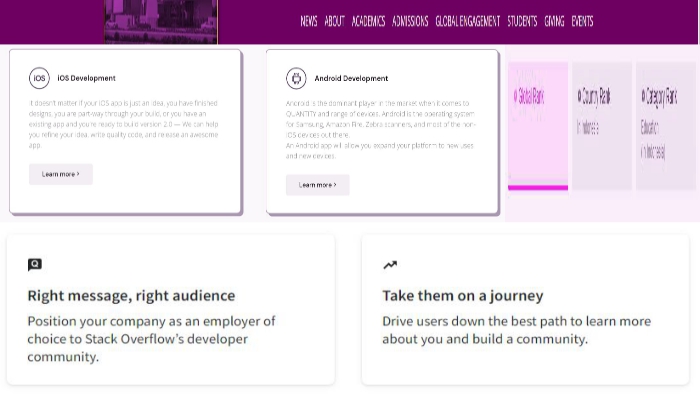 NEWS ABOUT ACADEMICS ADMISSIONS GLOBAL ENGAGEMENT STUDENTS GIVING EVENTS
iOS iOS Development
It doesn't matter if your iOS app is just an idea, you have finished
designs, you are part-way through your build, or you have an
existing app and you're ready to build version 2.0 — We can help
you refine your idea, write quality code, and release an awesome
app.
Learn more >
Android Development
Android is the dominant player in the market when it comes to
QUANTITY and range of devices. Android is the operating system
for Samsung, Amazon Fire, Zebra scanners, and most of the non-
iOS devices out there.
An Android app will allow you expand your platform to new uses
and new devices.
Learn more >
Global Rank
Country Rank
In Indonesia
Category Rank
Education
(In Indonesia)
Right message, right audience
Position your company as an employer of
choice to Stack Overflow's developer
community.
Take them on a journey
Drive users down the best path to learn more
about you and build a community.